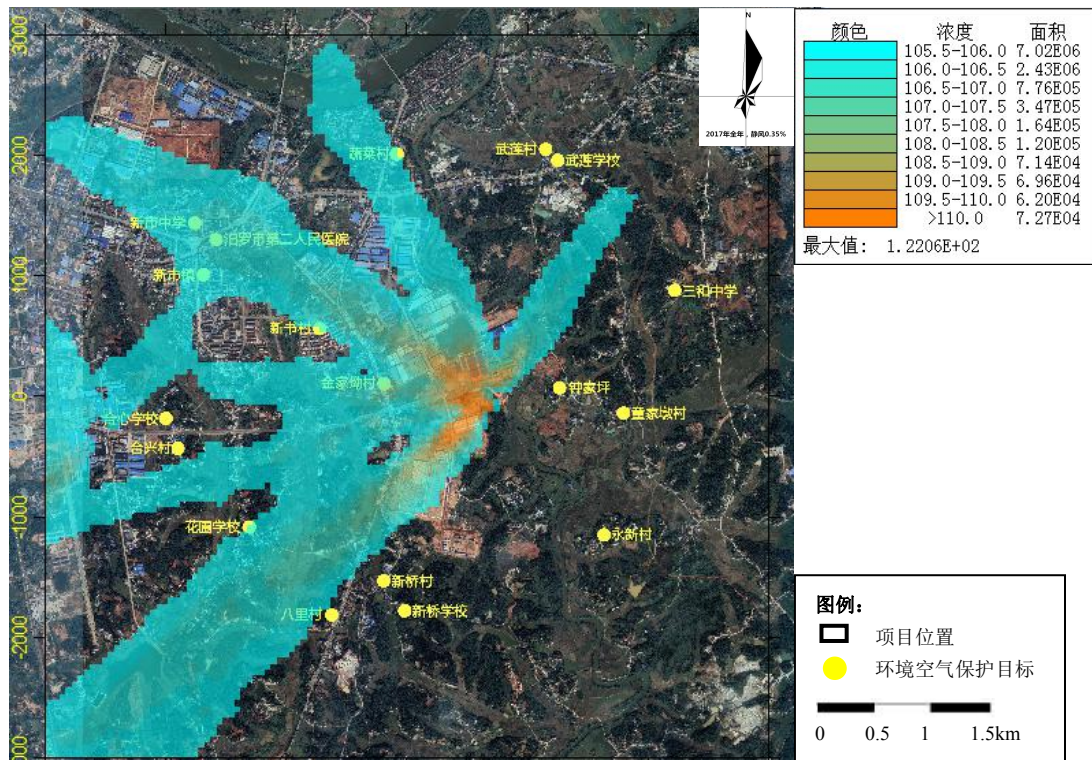 3000
2000
1000
0
-1000
-2000
000
N
2017年全年，静风0.35%
蔬菜村
武莲村
武莲学校
新市中学
汨罗市第二人民医院
新市镇
三和中学
新书村
金家坳村
钟家坪
童家墩村
合心学校
合兴村
花园学校
永新村
新桥村
新桥学校
八里村
颜色 浓度 面积
105.5-106.0 7.02E06
106.0-106.5 2.43E06
106.5-107.0 7.76E05
107.0-107.5 3.47E05
107.5-108.0 1.64E05
108.0-108.5 1.20E05
108.5-109.0 7.14E04
109.0-109.5 6.96E04
109.5-110.0 6.20E04
>110.0 7.27E04
最大值: 1.2206E+02
图例：
项目位置
环境空气保护目标
0 0.5 1 1.5km